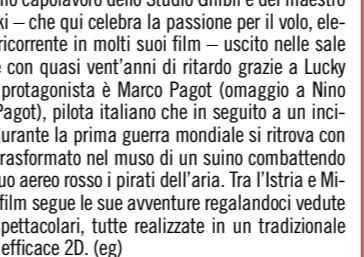 capolavoro dello Studio Ghibli e del maestro
ki – che qui celebra la passione per il volo, ele-
ricorrente in molti suoi film – uscito nelle sale
con quasi vent'anni di ritardo grazie a Lucky
protagonista è Marco Pagot (omaggio a Nino
Pagot), pilota italiano che in seguito a un inci-
durante la prima guerra mondiale si ritrova con
trasformato nel muso di un suino combattendo
uo aereo rosso i pirati dell'aria. Tra l'Istria e Mi-
film segue le sue avventure regalandoci vedute
spettacolari, tutte realizzate in un tradizionale
efficace 2D. (eg)